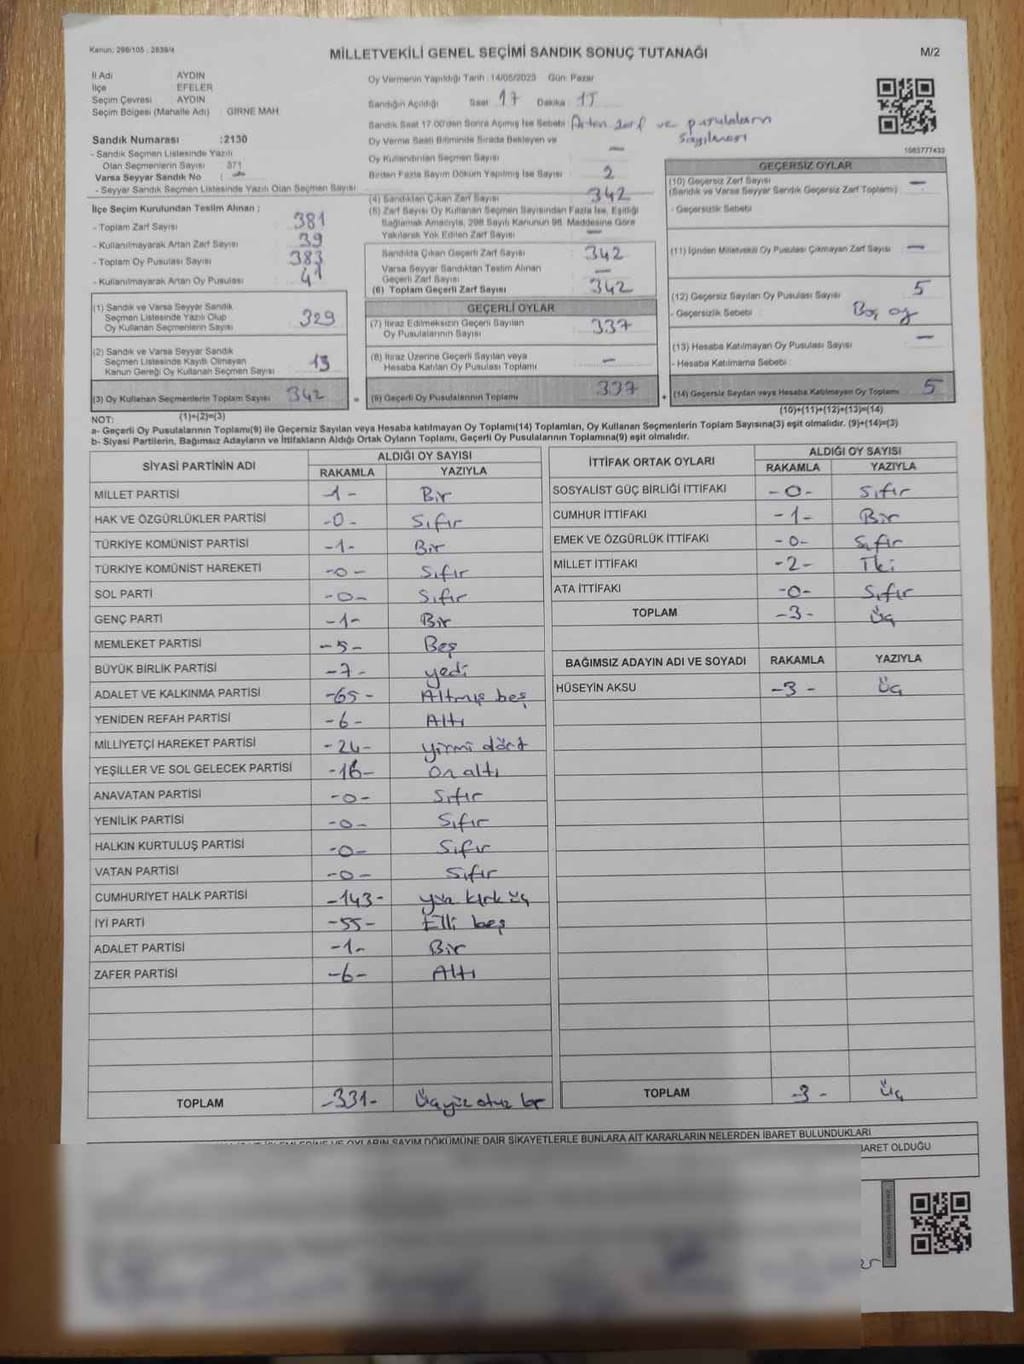 Kanun: 298/105 ; 2839/4
MİLLETVEKİLİ GENEL SEÇİMİ SANDIK SONUÇ TUTANAĞI
M/2
İl Adı AYDIN
İlçe EFELER
Seçim Çevresi AYDIN
Seçim Bölgesi (Mahalle Adı) GİRNE MAH
Oy Vermenin Yapıldığı Tarih : 14/05/2023 Gün: Pazar
Sandığın Açıldığı Saat 17 Dakika 15
Sandık Saat 17.00'den Sonra Açılmış İse Sebebi Artan zarf ve pusulaların sayılması
Oy Verme Saati Bitiminde Sırada Bekleyen ve
Oy Kullandırılan Seçmen Sayısı —
Birden Fazla Sayım Döküm Yapılmış İse Sayısı 2
1083777433
Sandık Numarası :2130
- Sandık Seçmen Listesinde Yazılı
Olan Seçmenlerin Sayısı 371
Varsa Seyyar Sandık No : —
- Seyyar Sandık Seçmen Listesinde Yazılı Olan Seçmen Sayısı
İlçe Seçim Kurulundan Teslim Alınan ;
- Toplam Zarf Sayısı 381
- Kullanılmayarak Artan Zarf Sayısı 39
- Toplam Oy Pusulası Sayısı 383
- Kullanılmayarak Artan Oy Pusulası 41
(1) Sandık ve Varsa Seyyar Sandık
Seçmen Listesinde Yazılı Olup
Oy Kullanan Seçmenlerin Sayısı 329
(2) Sandık ve Varsa Seyyar Sandık
Seçmen Listesinde Kayıtlı Olmayan
Kanun Gereği Oy Kullanan Seçmen Sayısı 13
(3) Oy Kullanan Seçmenlerin Toplam Sayısı 342
(1)+(2)=(3)
(4) Sandıktan Çıkan Zarf Sayısı 342
(5) Zarf Sayısı Oy Kullanan Seçmen Sayısından Fazla İse, Eşitliği
Sağlamak Amacıyla, 298 Sayılı Kanunun 98. Maddesine Göre
Yakılarak Yok Edilen Zarf Sayısı —
Sandıkta Çıkan Geçerli Zarf Sayısı 342
Varsa Seyyar Sandıktan Teslim Alınan
Geçerli Zarf Sayısı —
(6) Toplam Geçerli Zarf Sayısı 342
GEÇERLİ OYLAR
(7) İtiraz Edilmeksizin Geçerli Sayılan
Oy Pusulalarının Sayısı 337
(8) İtiraz Üzerine Geçerli Sayılan veya
Hesaba Katılan Oy Pusulası Toplamı —
= (9) Geçerli Oy Pusulalarının Toplamı 337
GEÇERSİZ OYLAR
(10) Geçersiz Zarf Sayısı
(Sandık ve Varsa Seyyar Sandık Geçersiz Zarf Toplamı) —
- Geçersizlik Sebebi
(11) İçinden Milletvekili Oy Pusulası Çıkmayan Zarf Sayısı —
(12) Geçersiz Sayılan Oy Pusulası Sayısı 5
- Geçersizlik Sebebi Boş oy
(13) Hesaba Katılmayan Oy Pusulası Sayısı —
- Hesaba Katılmama Sebebi :
+ (14) Geçersiz Sayılan veya Hesaba Katılmayan Oy Toplamı 5
(10)+(11)+(12)+(13)=(14)
NOT:
a- Geçerli Oy Pusulalarının Toplamı(9) ile Geçersiz Sayılan veya Hesaba katılmayan Oy Toplamı(14) Toplamları, Oy Kullanan Seçmenlerin Toplam Sayısına(3) eşit olmalıdır. (9)+(14)=(3)
b- Siyasi Partilerin, Bağımsız Adayların ve İttifakların Aldığı Ortak Oyların Toplamı, Geçerli Oy Pusulalarının Toplamına(9) eşit olmalıdır.
SİYASİ PARTİNİN ADI ALDIĞI OY SAYISI
RAKAMLA YAZIYLA
MİLLET PARTİSİ -1- Bir
HAK VE ÖZGÜRLÜKLER PARTİSİ -0- Sıfır
TÜRKİYE KOMÜNİST PARTİSİ -1- Bir
TÜRKİYE KOMÜNİST HAREKETİ -0- Sıfır
SOL PARTİ -0- Sıfır
GENÇ PARTİ -1- Bir
MEMLEKET PARTİSİ -5- Beş
BÜYÜK BİRLİK PARTİSİ -7- yedi
ADALET VE KALKINMA PARTİSİ -65- Altmış beş
YENİDEN REFAH PARTİSİ -6- Altı
MİLLİYETÇİ HAREKET PARTİSİ -24- yirmi dört
YEŞİLLER VE SOL GELECEK PARTİSİ -16- On altı
ANAVATAN PARTİSİ -0- Sıfır
YENİLİK PARTİSİ -0- Sıfır
HALKIN KURTULUŞ PARTİSİ -0- Sıfır
VATAN PARTİSİ -0- Sıfır
CUMHURİYET HALK PARTİSİ -143- yüz kırk üç
İYİ PARTİ -55- Elli beş
ADALET PARTİSİ -1- Bir
ZAFER PARTİSİ -6- Altı
TOPLAM -331- Üçyüz otuz bir
İTTİFAK ORTAK OYLARI ALDIĞI OY SAYISI
RAKAMLA YAZIYLA
SOSYALİST GÜÇ BİRLİĞİ İTTİFAKI -0- Sıfır
CUMHUR İTTİFAKI -1- Bir
EMEK VE ÖZGÜRLÜK İTTİFAKI -0- Sıfır
MİLLET İTTİFAKI -2- İki
ATA İTTİFAKI -0- Sıfır
TOPLAM -3- Üç
BAĞIMSIZ ADAYIN ADI VE SOYADI RAKAMLA YAZIYLA
HÜSEYİN AKSU -3- Üç
TOPLAM -3- Üç
OYLARIN SAYIM DÖKÜMÜNE DAİR ŞİKAYETLERLE BUNLARA AİT KARARLARIN NELERDEN İBARET BULUNDUKLARI
BARET OLDUĞU